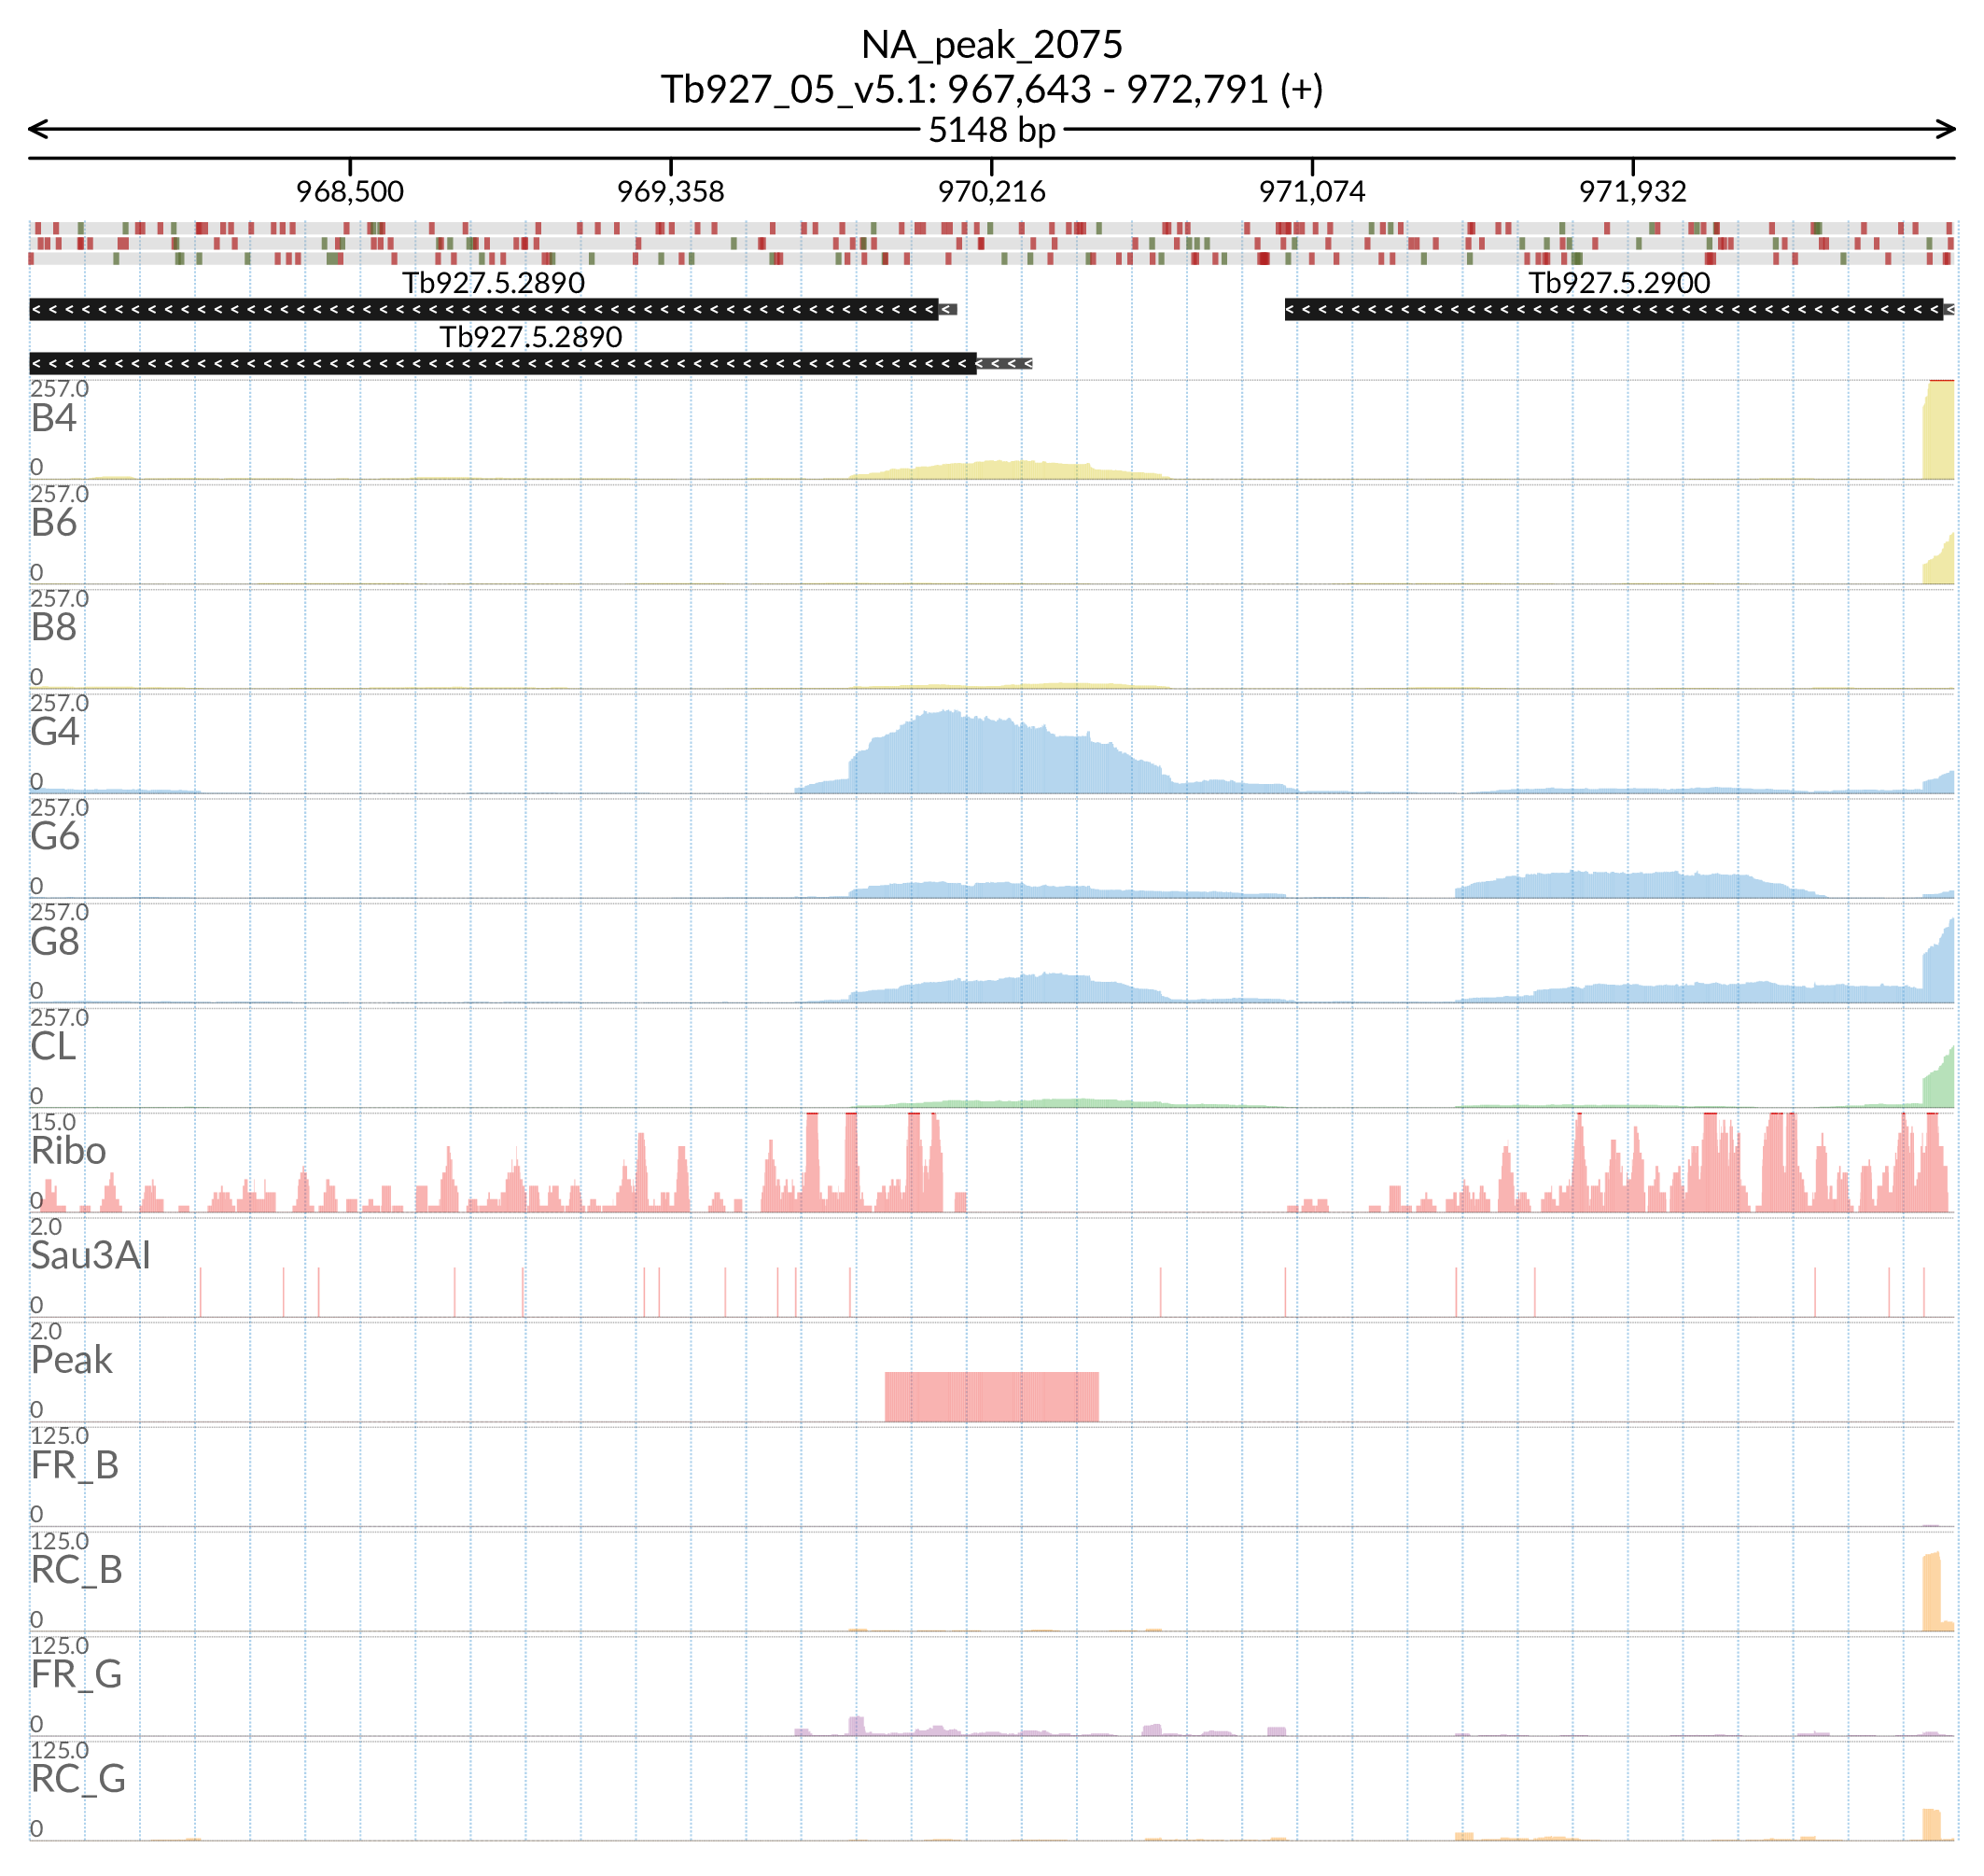 NA_peak_2075
Tb927_05_v5.1: 967,643 - 972,791 (+)
5148 bp
968,500 969,358 970,216 971,074 971,932
Tb927.5.2890 Tb927.5.2900
Tb927.5.2890
257.0
B4
0
257.0
B6
0
257.0
B8
0
257.0
G4
0
257.0
G6
0
257.0
G8
0
257.0
CL
0
15.0
Ribo
0
2.0
Sau3AI
0
2.0
Peak
0
125.0
FR_B
0
125.0
RC_B
0
125.0
FR_G
0
125.0
RC_G
0